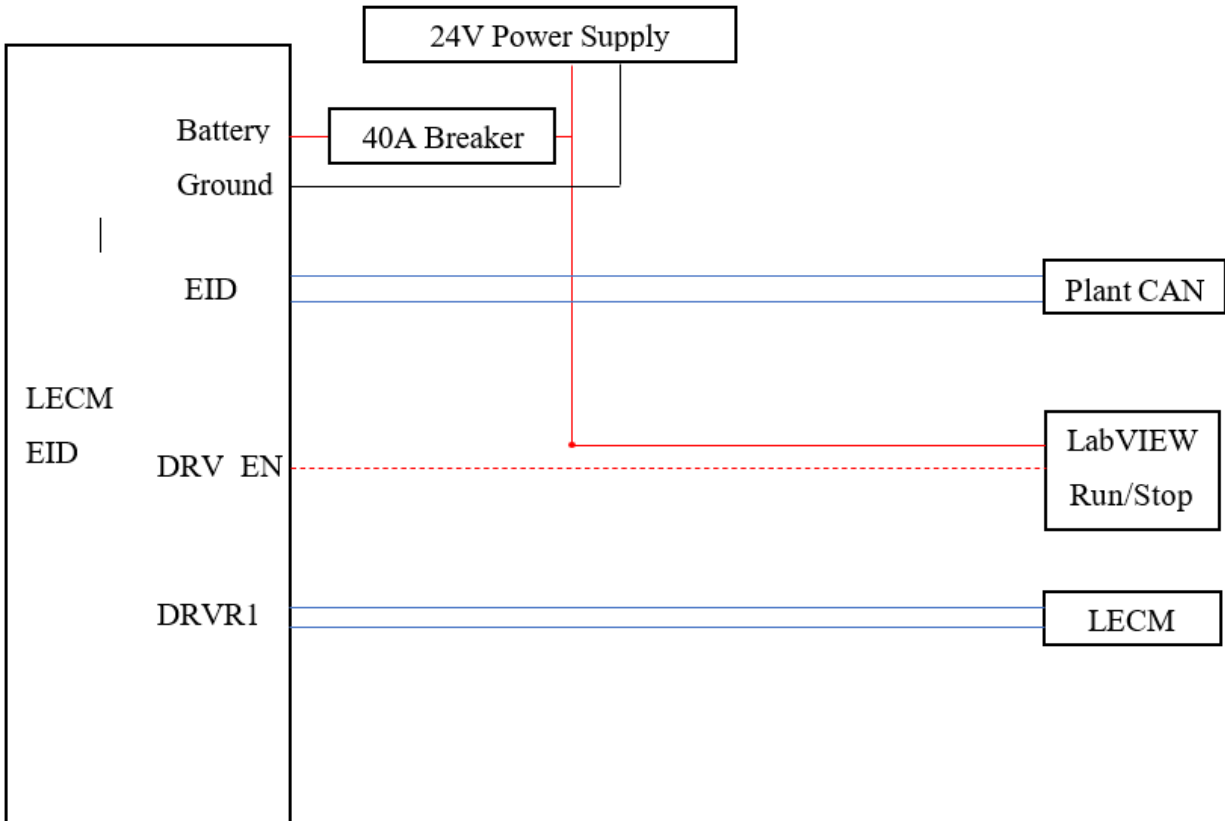 24V Power Supply
Battery
40A Breaker
Ground
EID
Plant CAN
LECM
EID
LabVIEW
Run/Stop
DRV EN
DRVR1
LECM